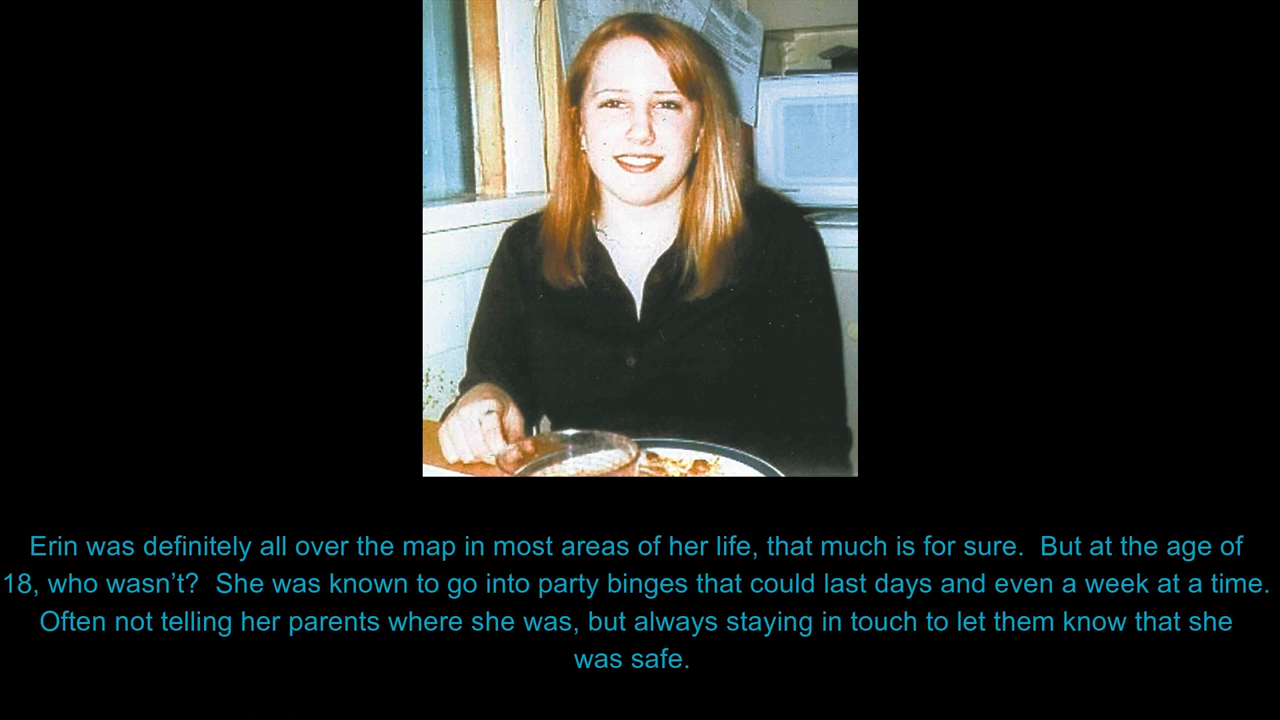 Erin was definitely all over the map in most areas of her life, that much is for sure.  But at the age of
18, who wasn’t?  She was known to go into party binges that could last days and even a week at a time.
Often not telling her parents where she was, but always staying in touch to let them know that she
was safe.